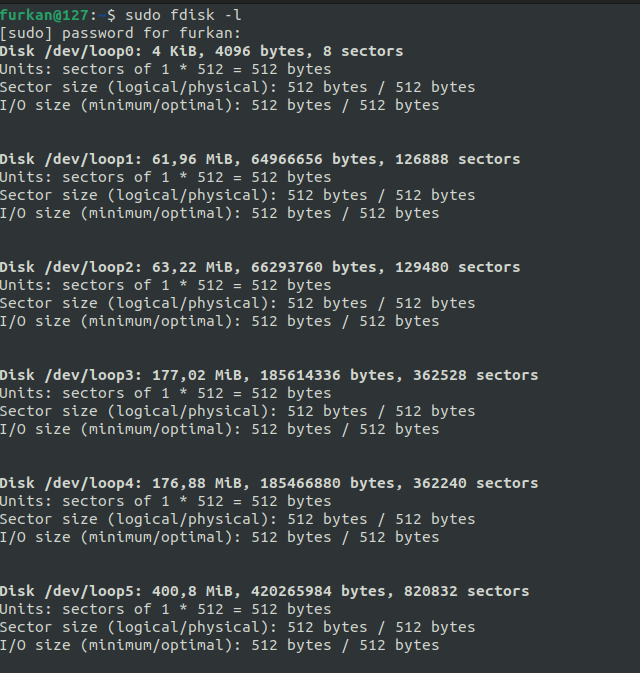 furkan@127:~$ sudo fdisk -l
[sudo] password for furkan:
Disk /dev/loop0: 4 KiB, 4096 bytes, 8 sectors
Units: sectors of 1 * 512 = 512 bytes
Sector size (logical/physical): 512 bytes / 512 bytes
I/O size (minimum/optimal): 512 bytes / 512 bytes
Disk /dev/loop1: 61,96 MiB, 64966656 bytes, 126888 sectors
Units: sectors of 1 * 512 = 512 bytes
Sector size (logical/physical): 512 bytes / 512 bytes
I/O size (minimum/optimal): 512 bytes / 512 bytes
Disk /dev/loop2: 63,22 MiB, 66293760 bytes, 129480 sectors
Units: sectors of 1 * 512 = 512 bytes
Sector size (logical/physical): 512 bytes / 512 bytes
I/O size (minimum/optimal): 512 bytes / 512 bytes
Disk /dev/loop3: 177,02 MiB, 185614336 bytes, 362528 sectors
Units: sectors of 1 * 512 = 512 bytes
Sector size (logical/physical): 512 bytes / 512 bytes
I/O size (minimum/optimal): 512 bytes / 512 bytes
Disk /dev/loop4: 176,88 MiB, 185466880 bytes, 362240 sectors
Units: sectors of 1 * 512 = 512 bytes
Sector size (logical/physical): 512 bytes / 512 bytes
I/O size (minimum/optimal): 512 bytes / 512 bytes
Disk /dev/loop5: 400,8 MiB, 420265984 bytes, 820832 sectors
Units: sectors of 1 * 512 = 512 bytes
Sector size (logical/physical): 512 bytes / 512 bytes
I/O size (minimum/optimal): 512 bytes / 512 bytes